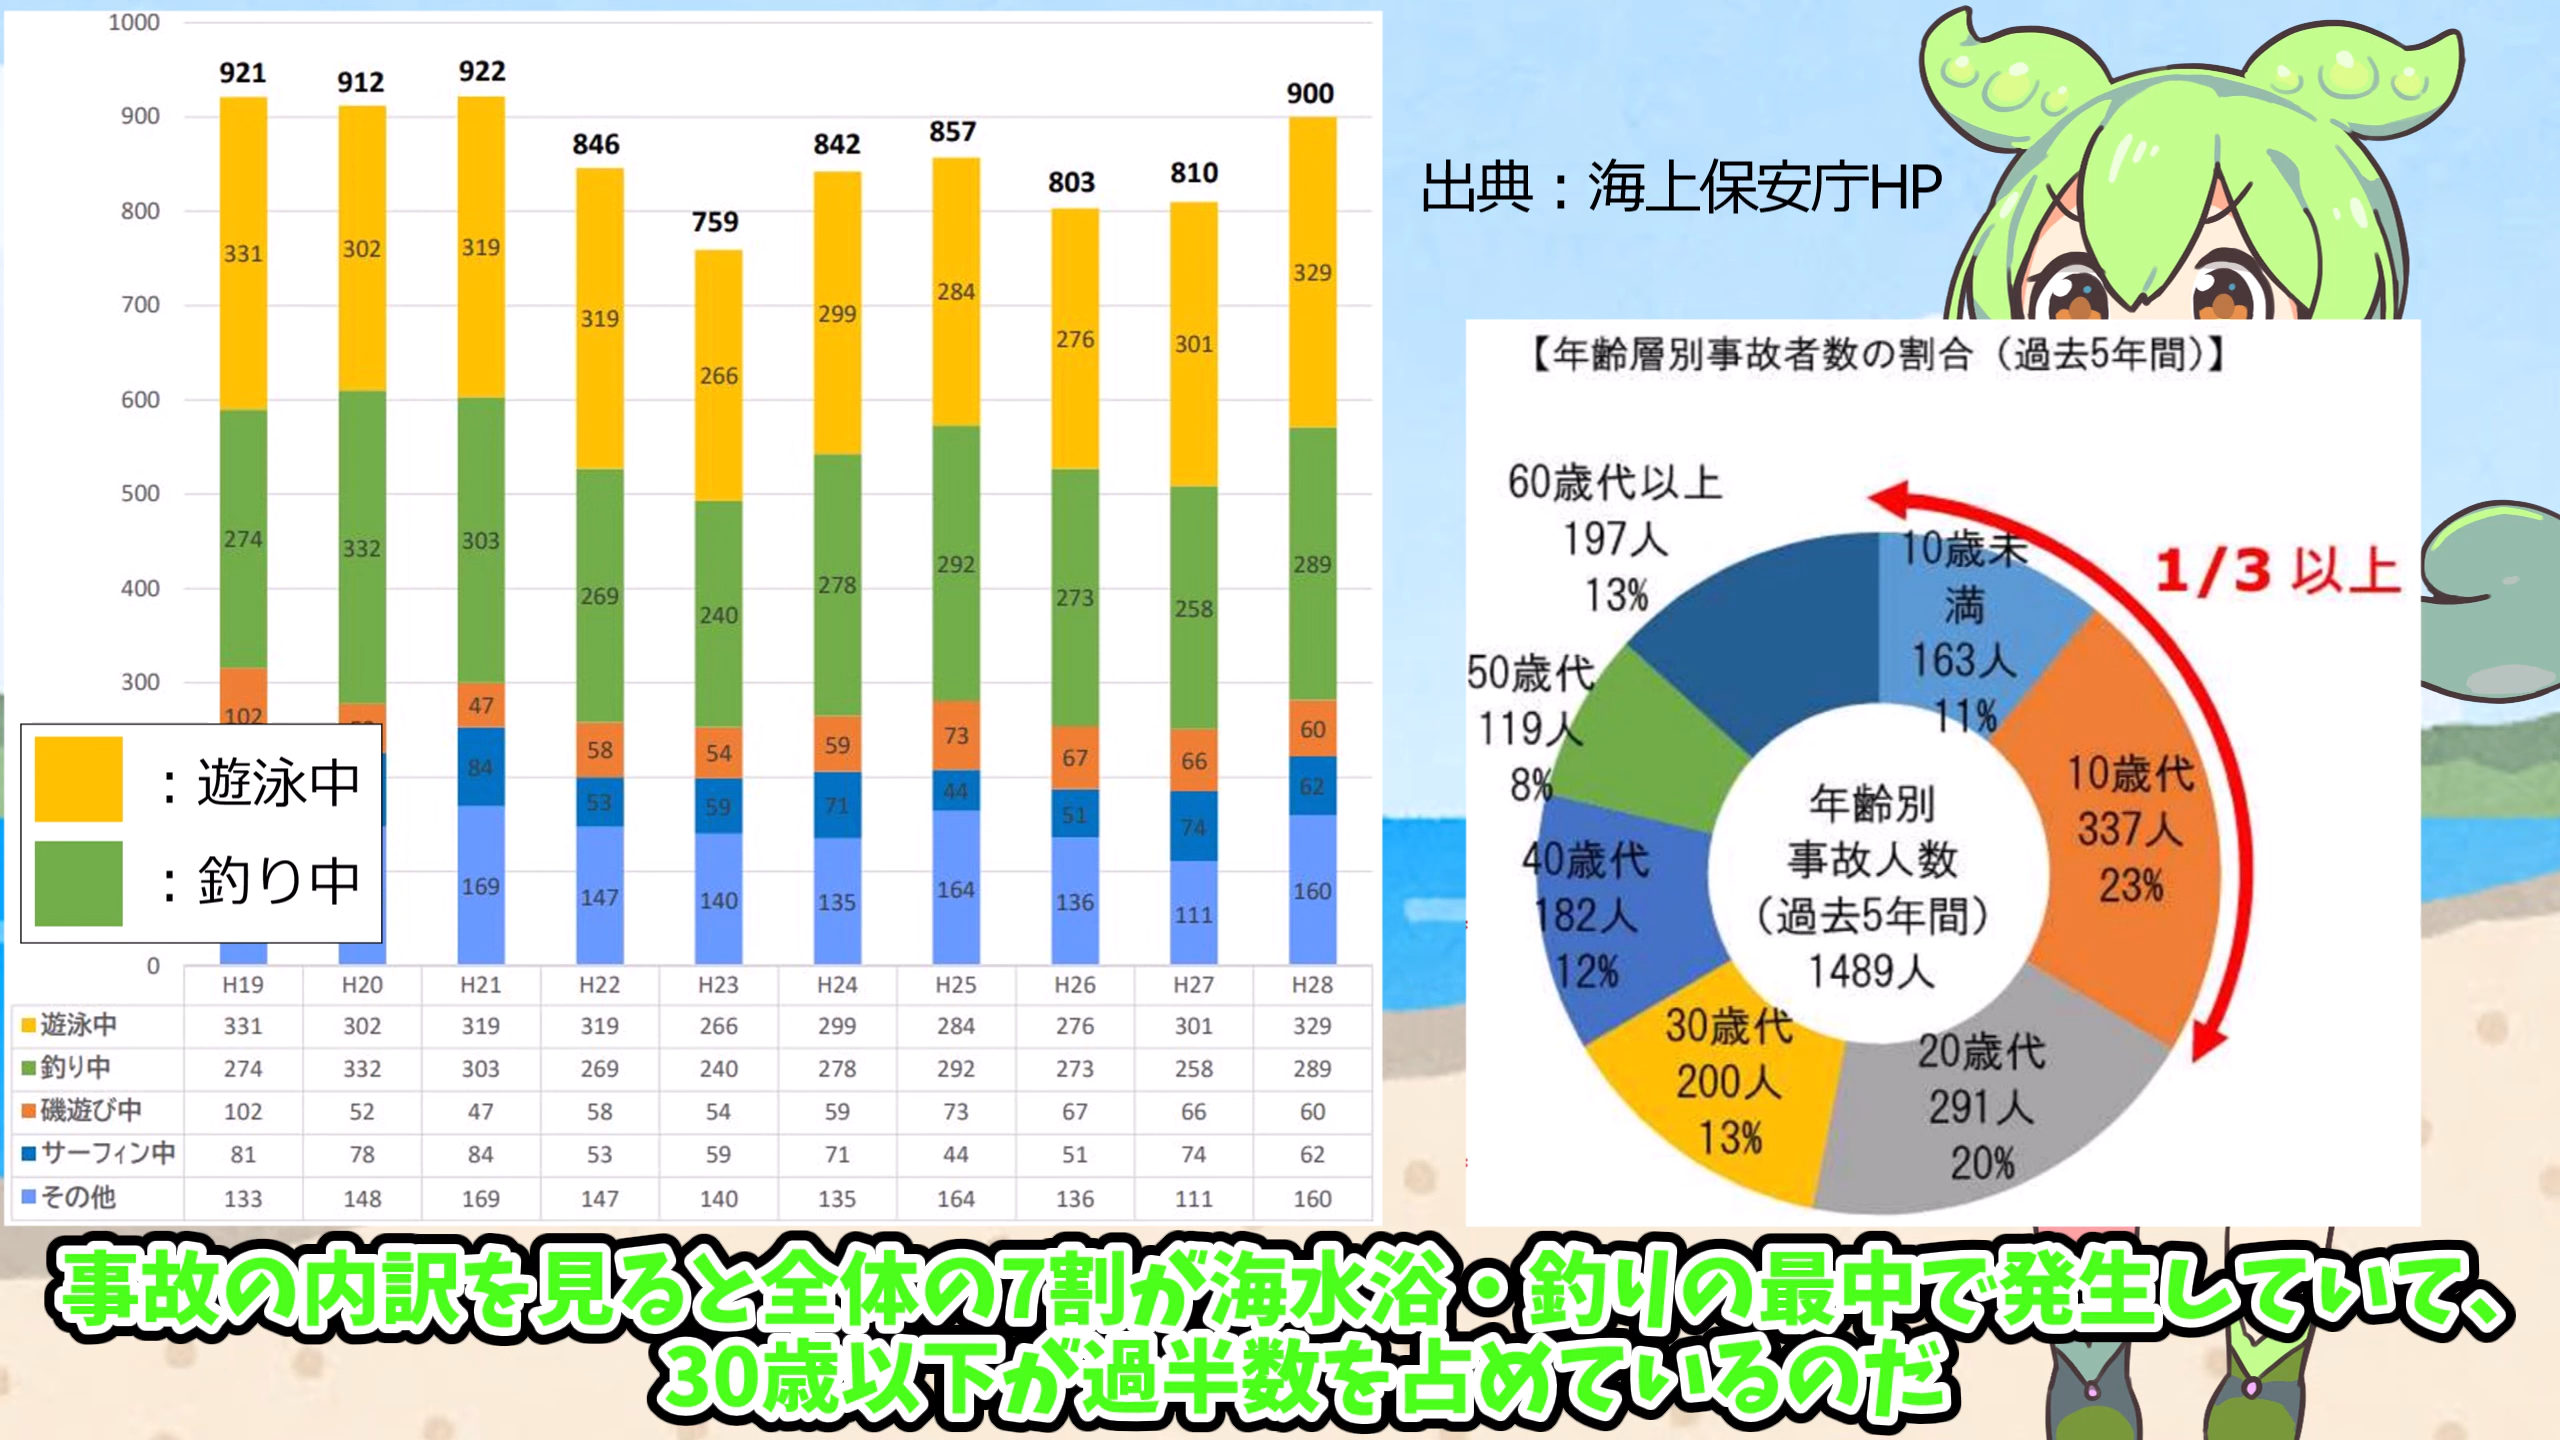 1000
900
800
700
600
500
400
300
0
921
912
922
846
759
842
857
803
810
900
331
302
319
319
266
299
284
276
301
329
274
332
303
269
240
278
292
273
258
289
102
47
58
54
59
73
67
66
60
84
53
59
71
44
51
74
62
169
147
140
135
164
136
111
160
：遊泳中
：釣り中
H19 H20 H21 H22 H23 H24 H25 H26 H27 H28
遊泳中 331 302 319 319 266 299 284 276 301 329
釣り中 274 332 303 269 240 278 292 273 258 289
磯遊び中 102 52 47 58 54 59 73 67 66 60
サーフィン中 81 78 84 53 59 71 44 51 74 62
その他 133 148 169 147 140 135 164 136 111 160
出典：海上保安庁HP
【年齢層別事故者数の割合（過去5年間）】
1/3 以上
10歳未
満
163人
11%
10歳代
337人
23%
20歳代
291人
20%
30歳代
200人
13%
40歳代
182人
12%
50歳代
119人
8%
60歳代以上
197人
13%
年齢別
事故人数
（過去5年間）
1489人
事故の内訳を見ると全体の7割が海水浴・釣りの最中で発生していて、
30歳以下が過半数を占めているのだ